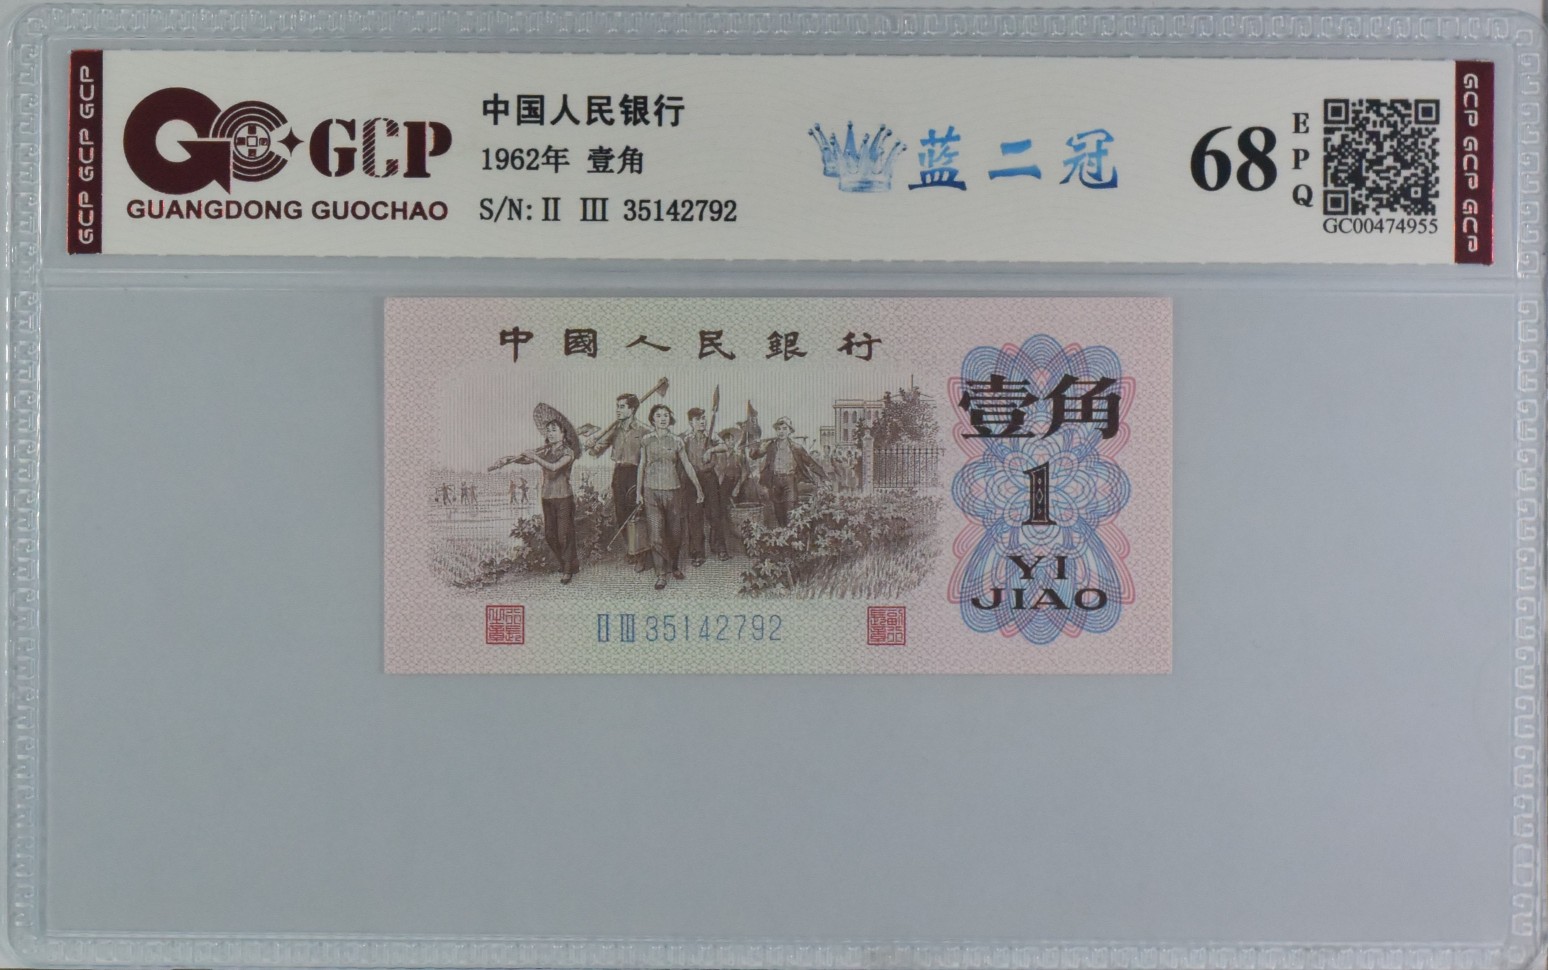 GCP GCP GCP
GCP
GUANGDONG GUOCHAO
中国人民银行
1962年 壹角
S/N: II III 35142792
蓝二冠
68
EPQ
GC00474955
GCP GCP GCP
中國人民銀行
壹角
1
YI
JIAO
II III 35142792